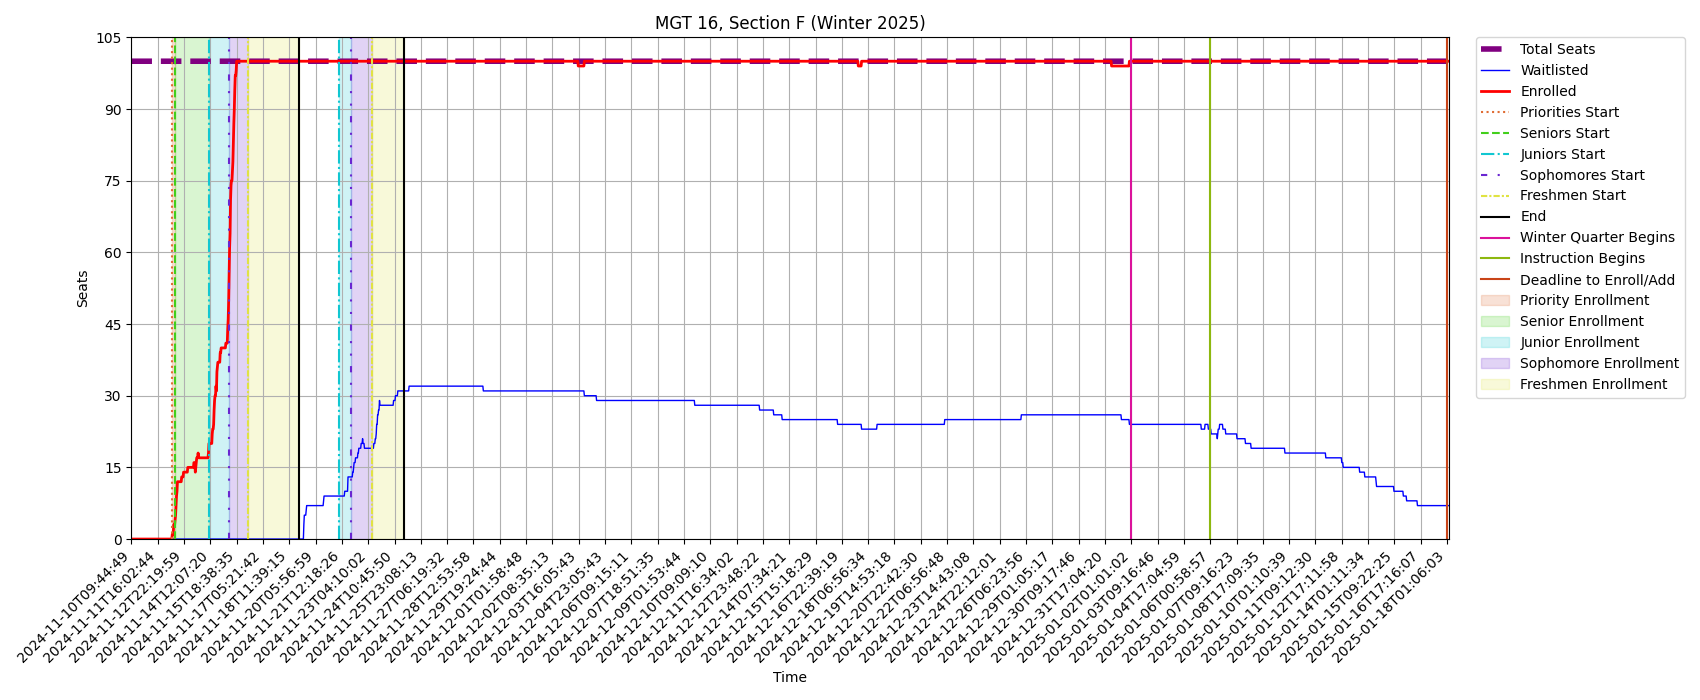 MGT 16, Section F (Winter 2025)
105
90
75
60
45
30
15
0
Seats
2024-11-10T09:44:49
2024-11-11T16:02:44
2024-11-12T22:19:59
2024-11-14T12:07:20
2024-11-15T18:38:35
2024-11-17T05:21:42
2024-11-18T11:39:15
2024-11-20T05:56:59
2024-11-21T12:18:26
2024-11-23T04:10:02
2024-11-24T10:45:50
2024-11-25T23:08:13
2024-11-27T06:19:32
2024-11-28T12:53:58
2024-11-29T19:24:44
2024-12-01T01:58:48
2024-12-02T08:35:13
2024-12-03T16:05:43
2024-12-04T23:05:43
2024-12-06T09:15:11
2024-12-07T18:51:35
2024-12-09T01:53:44
2024-12-10T09:09:10
2024-12-11T16:34:02
2024-12-12T23:48:22
2024-12-14T07:34:21
2024-12-15T15:18:29
2024-12-16T22:39:19
2024-12-18T06:56:34
2024-12-19T14:53:18
2024-12-20T22:42:30
2024-12-22T06:56:48
2024-12-23T14:43:08
2024-12-24T22:12:01
2024-12-26T06:23:56
2024-12-29T01:05:17
2024-12-30T09:17:46
2024-12-31T17:04:20
2025-01-02T01:01:02
2025-01-03T09:16:46
2025-01-04T17:04:59
2025-01-06T00:58:57
2025-01-07T09:16:23
2025-01-08T17:09:35
2025-01-10T01:10:39
2025-01-11T09:12:30
2025-01-12T17:11:58
2025-01-14T01:11:34
2025-01-15T09:22:25
2025-01-16T17:16:07
2025-01-18T01:06:03
Time
Total Seats
Waitlisted
Enrolled
Priorities Start
Seniors Start
Juniors Start
Sophomores Start
Freshmen Start
End
Winter Quarter Begins
Instruction Begins
Deadline to Enroll/Add
Priority Enrollment
Senior Enrollment
Junior Enrollment
Sophomore Enrollment
Freshmen Enrollment